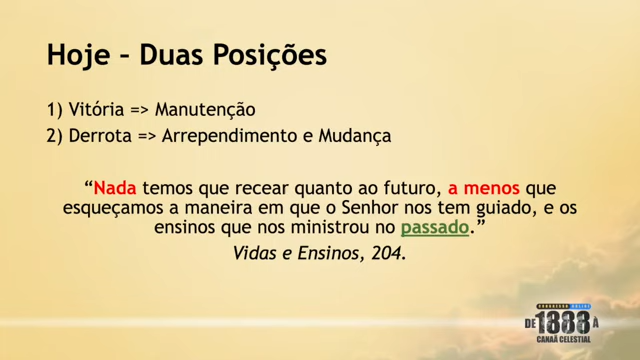 Hoje – Duas Posições
1) Vitória => Manutenção
2) Derrota => Arrependimento e Mudança
“Nada temos que recear quanto ao futuro, a menos que
esqueçamos a maneira em que o Senhor nos tem guiado, e os
ensinos que nos ministrou no passado.”
Vidas e Ensinos, 204.
DE 1888 À
CANAÃ CELESTIAL